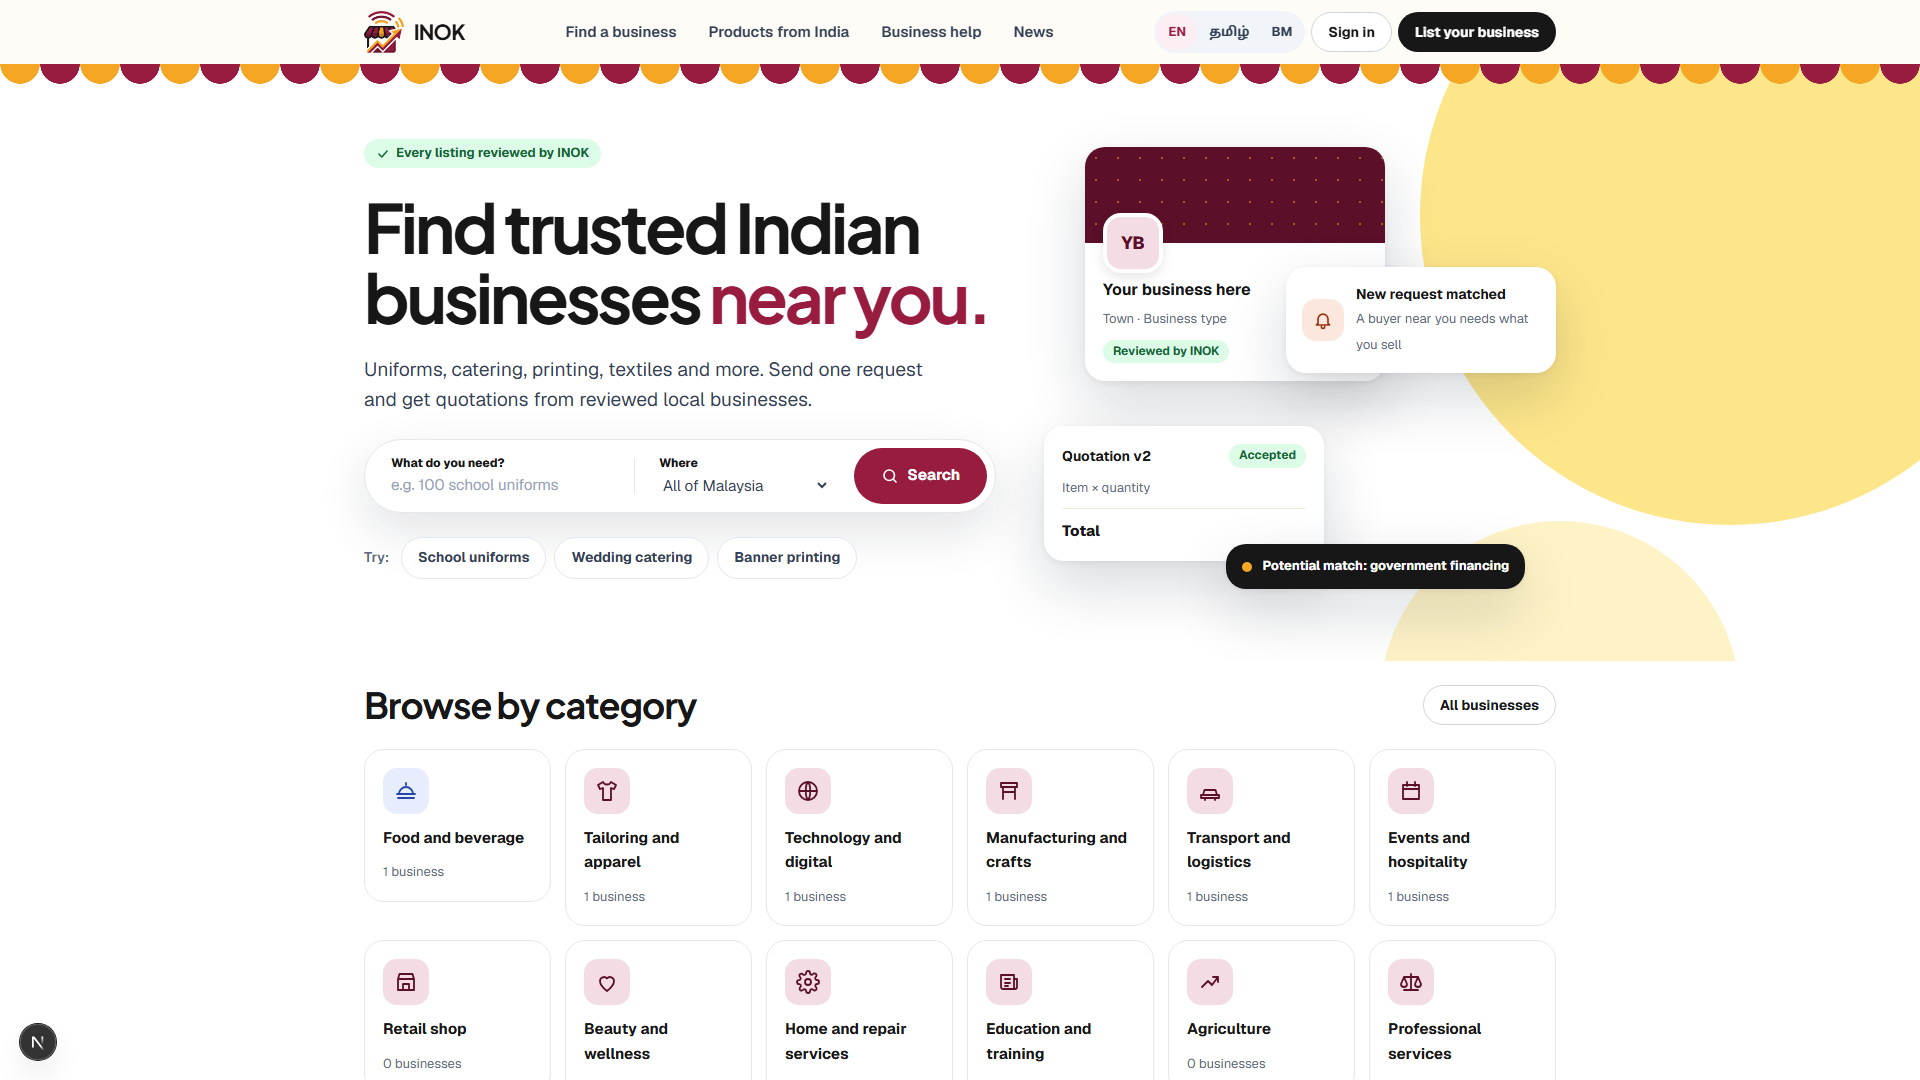 INOK
Find a business
Products from India
Business help
News
EN
தமிழ்
BM
Sign in
List your business
Every listing reviewed by INOK
Find trusted Indian
businesses near you.
Uniforms, catering, printing, textiles and more. Send one request
and get quotations from reviewed local businesses.
What do you need?
e.g. 100 school uniforms
Where
All of Malaysia
Search
Try:
School uniforms
Wedding catering
Banner printing
YB
Your business here
Town · Business type
Reviewed by INOK
New request matched
A buyer near you needs what
you sell
Quotation v2
Accepted
Item × quantity
Total
Potential match: government financing
Browse by category
All businesses
Food and beverage
1 business
Tailoring and
apparel
1 business
Technology and
digital
1 business
Manufacturing and
crafts
1 business
Transport and
logistics
1 business
Events and
hospitality
1 business
Retail shop
0 businesses
Beauty and
wellness
Home and repair
services
Education and
training
Agriculture
0 businesses
Professional
services
N